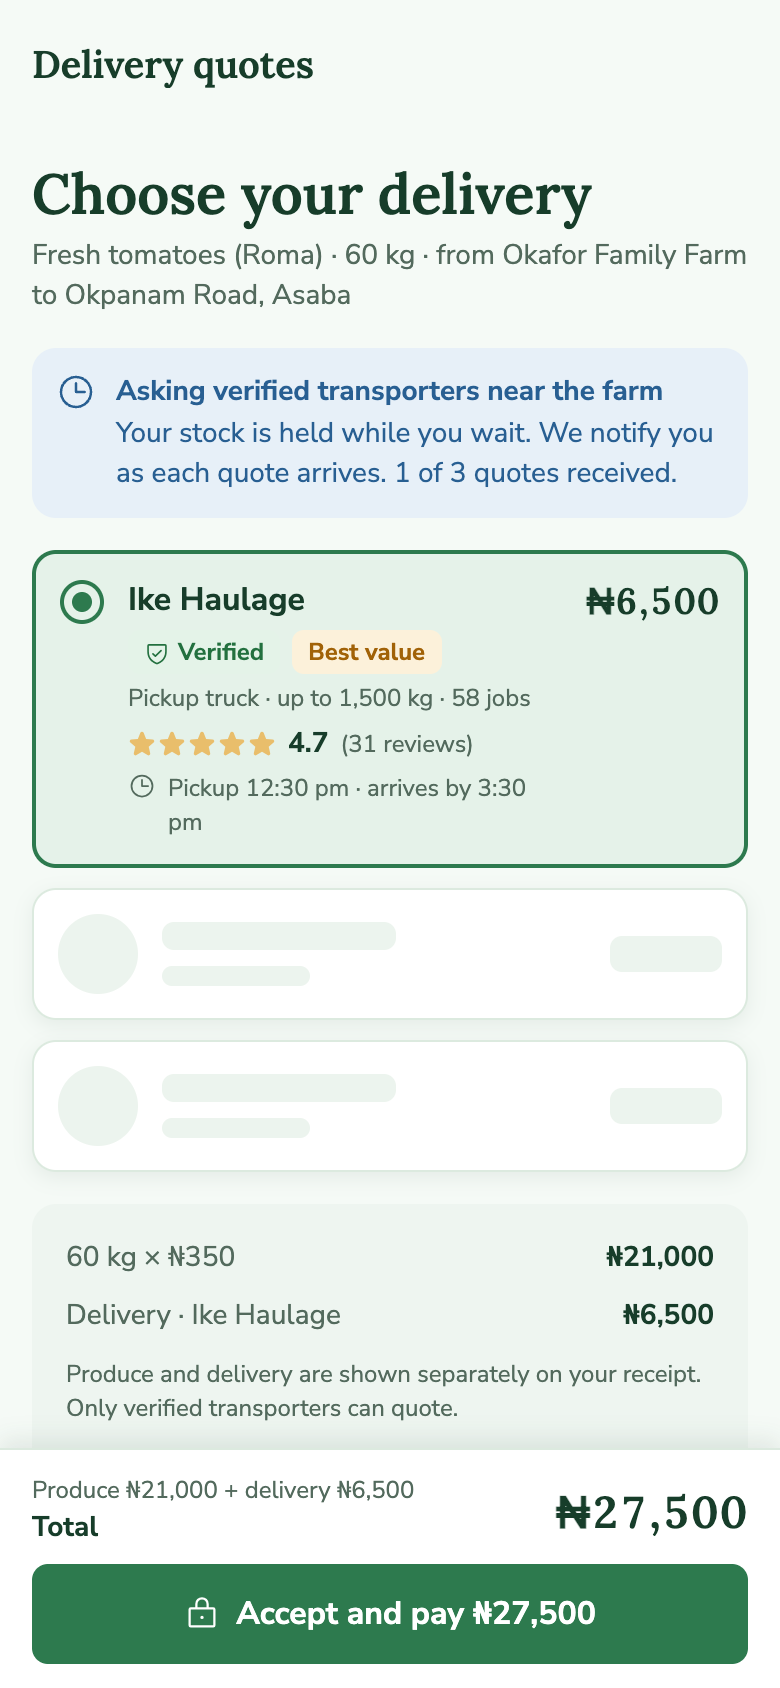 Delivery quotes
Choose your delivery
Fresh tomatoes (Roma) · 60 kg · from Okafor Family Farm
to Okpanam Road, Asaba
Asking verified transporters near the farm
Your stock is held while you wait. We notify you
as each quote arrives. 1 of 3 quotes received.
Ike Haulage ₦6,500
Verified Best value
Pickup truck · up to 1,500 kg · 58 jobs
4.7 (31 reviews)
Pickup 12:30 pm · arrives by 3:30
pm
60 kg × ₦350 ₦21,000
Delivery · Ike Haulage ₦6,500
Produce and delivery are shown separately on your receipt.
Only verified transporters can quote.
Produce ₦21,000 + delivery ₦6,500
Total ₦27,500
Accept and pay ₦27,500